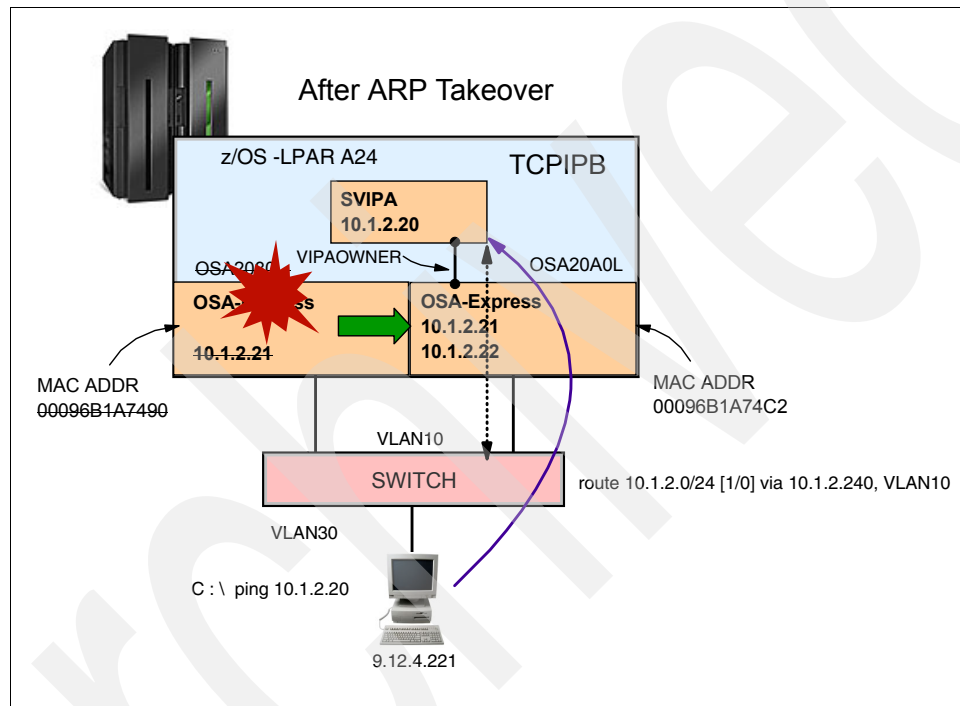 After ARP Takeover
z/OS -LPAR A24
TCPIPB
SVIPA
10.1.2.20
VIPAOWNER
OSA20A0L
OSA-Express
10.1.2.21
10.1.2.21
10.1.2.22
MAC ADDR
00096B1A7490
MAC ADDR
00096B1A74C2
VLAN10
SWITCH
route 10.1.2.0/24 [1/0] via 10.1.2.240, VLAN10
VLAN30
C : \ ping 10.1.2.20
9.12.4.221